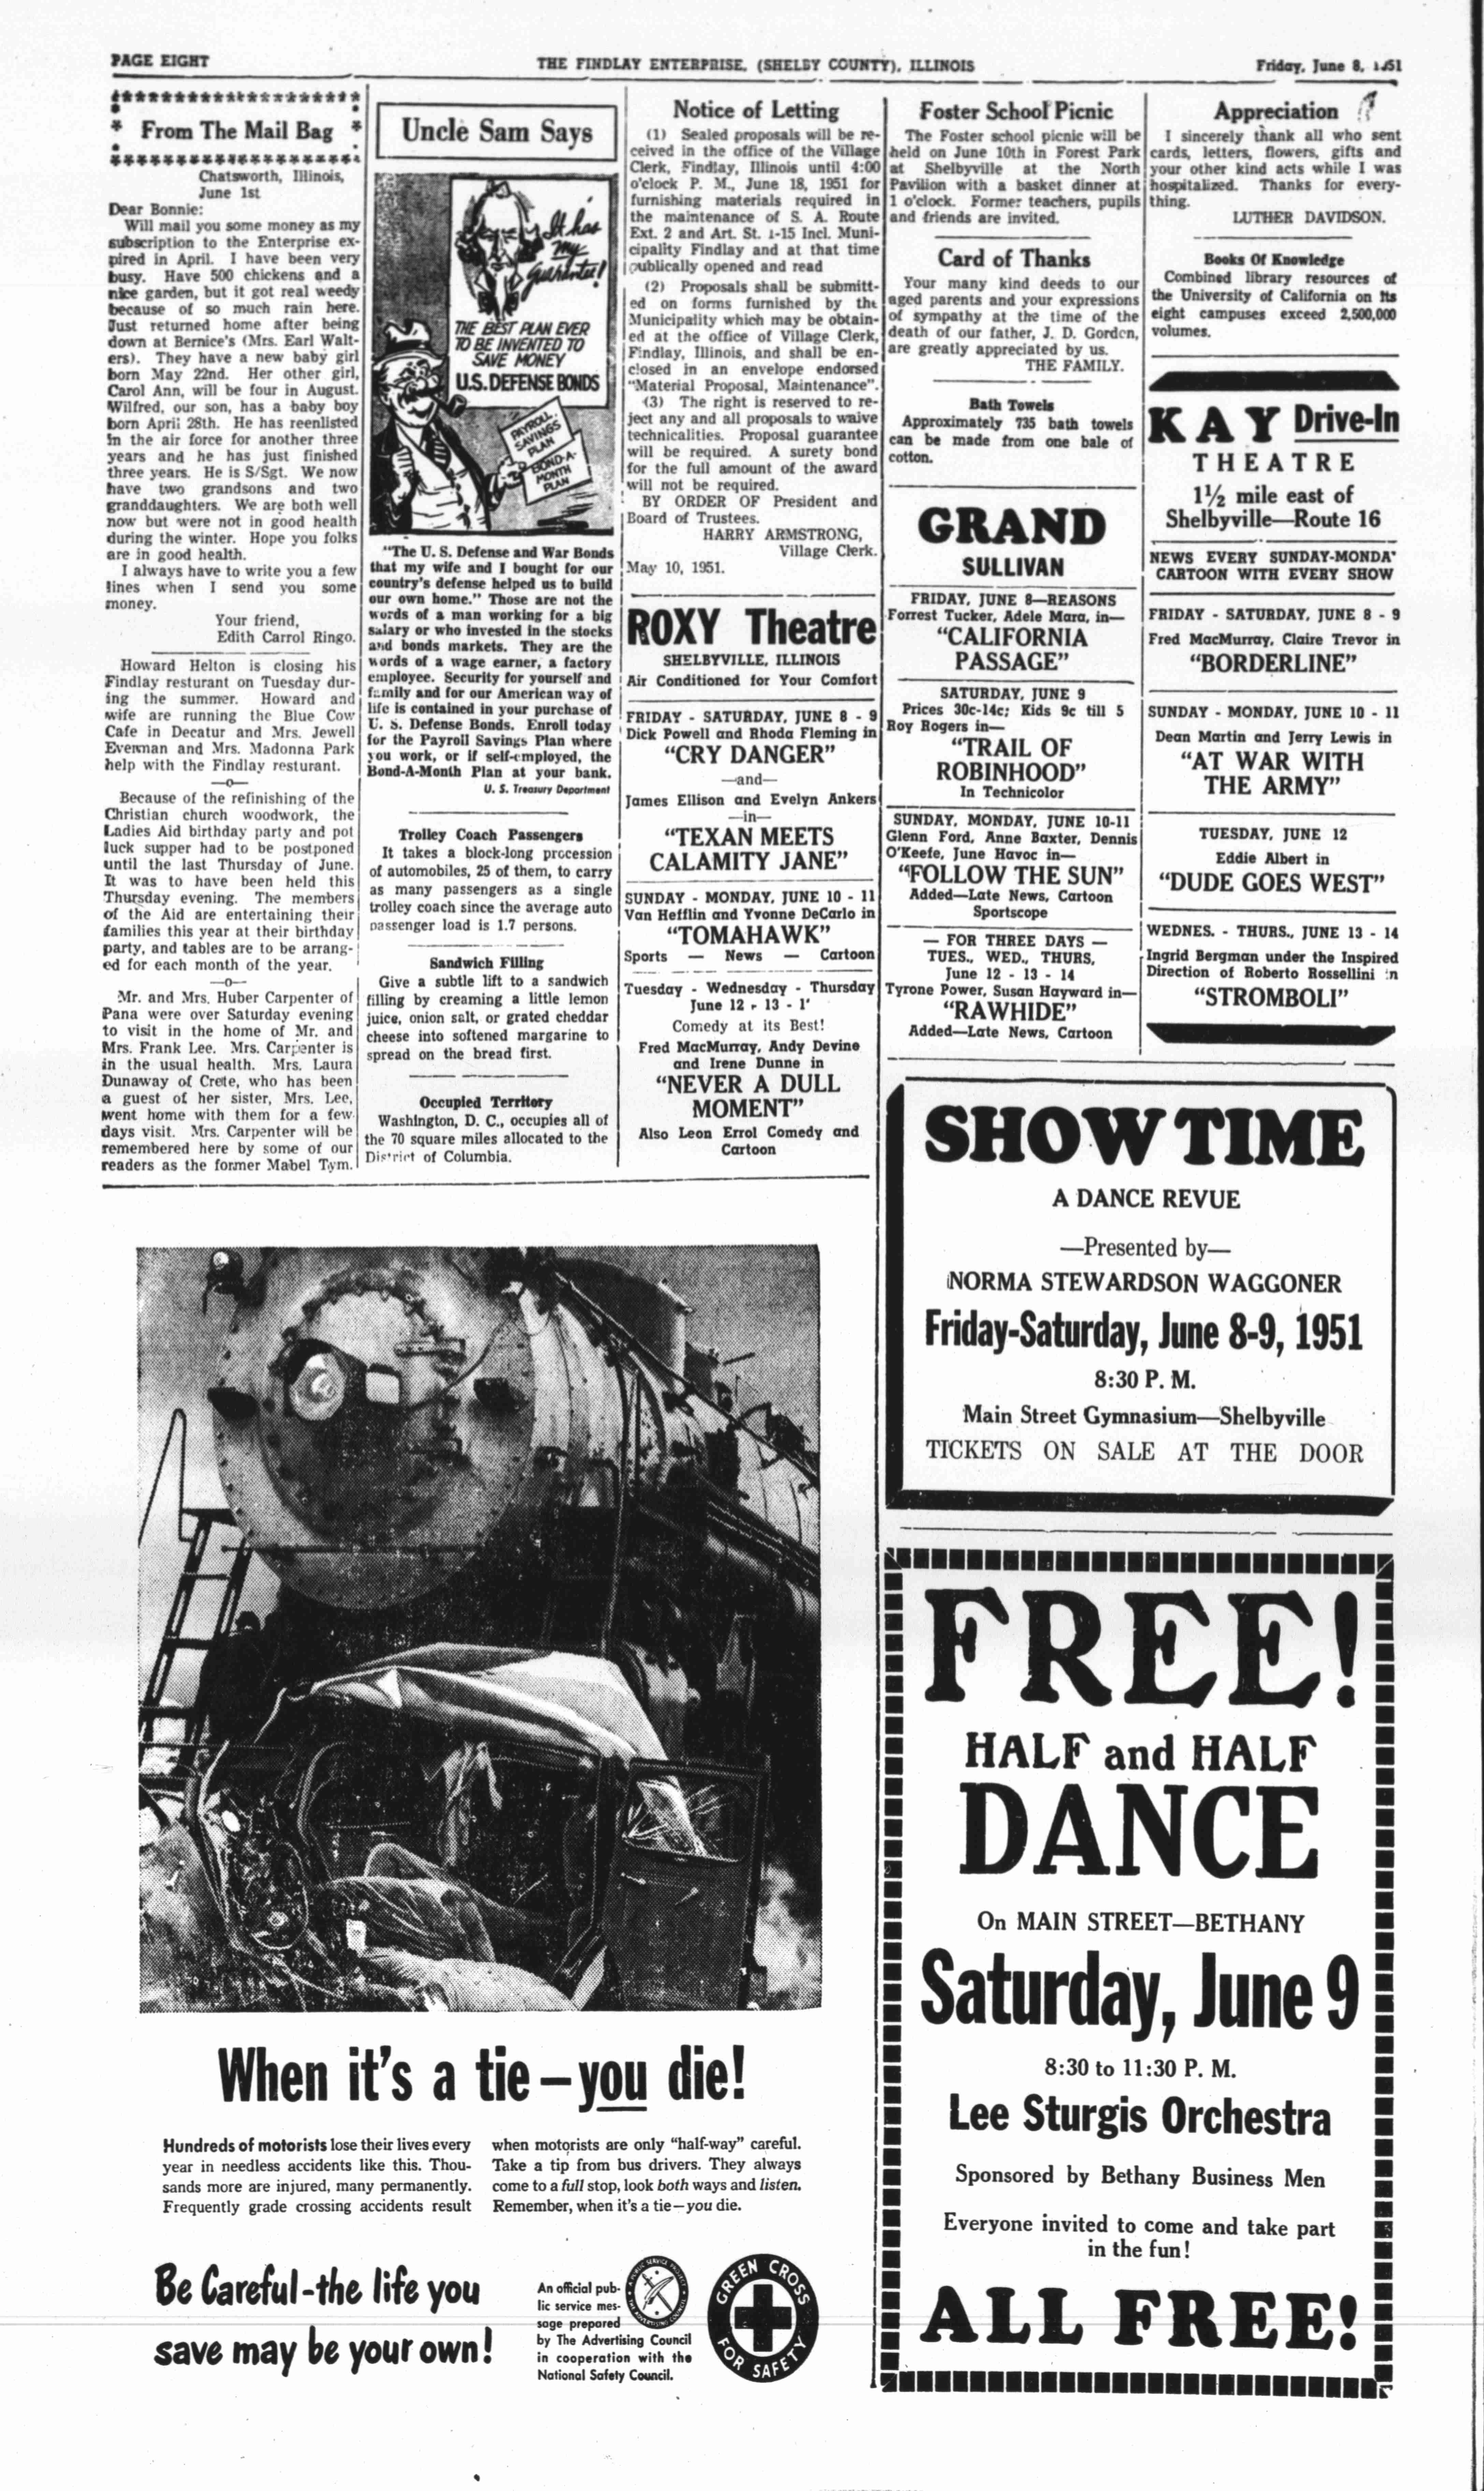 PAGE EIGHT
THE FINDLAY ENTERPRISE, (SHELBY COUNTY), ILLINOIS
Friday, June 8,
From The Mail Bag
Chatsworth, Illinois,
June 1st
Dear Bonnie:
Will mail you some money as my
subscription to the Enterprise ex-
pired in April. I have been very
busy. Have 500 chickens and a
nice garden, but it got real weedy
because of so much rain here.
Just returned home after being
down at Bernice's (Mrs. Earl Walt-
ers). They have a new baby girl
born May 22nd. Her other girl,
Carol Ann, will be four in August.
Wilfred, our son, has a baby boy
born April 28th. He has reenlisted
in the air force for another three
years and he has just finished
three years. He is S/Sgt. We now
have two grandsons and two
granddaughters. We are both well
now but were not in good health
during the winter. Hope you folks
are in good health.
I always have to write you a few
lines when I send you some
money.
Your friend,
Edith Carrol Ringo.
Howard Helton is closing his
Findlay resturant on Tuesday dur-
ing the summer. Howard and
wife are running the Blue Cow
Cafe in Decatur and Mrs. Jewell
Everman and Mrs. Madonna Park
help with the Findlay resturant.
—o—
Because of the refinishing of the
Christian church woodwork, the
Ladies Aid birthday party and pot
luck supper had to be postponed
until the last Thursday of June.
It was to have been held this
Thursday evening. The members
of the Aid are entertaining their
families this year at their birthday
party, and tables are to be arrang-
ed for each month of the year.
—o—
Mr. and Mrs. Huber Carpenter of
Pana were over Saturday evening
to visit in the home of Mr. and
Mrs. Frank Lee. Mrs. Carpenter is
in the usual health. Mrs. Laura
Dunaway of Crete, who has been
a guest of her sister, Mrs. Lee,
went home with them for a few
days visit. Mrs. Carpenter will be
remembered here by some of our
readers as the former Mabel Tym.
Uncle Sam Says
It has
my
Guarantee!
THE BEST PLAN EVER
TO BE INVENTED TO
SAVE MONEY
U.S. DEFENSE BONDS
PAYROLL
SAVINGS
PLAN
BOND-A-
MONTH
PLAN
"The U. S. Defense and War Bonds
that my wife and I bought for our
country's defense helped us to build
our own home." Those are not the
words of a man working for a big
salary or who invested in the stocks
and bonds markets. They are the
words of a wage earner, a factory
employee. Security for yourself and
family and for our American way of
life is contained in your purchase of
U. S. Defense Bonds. Enroll today
for the Payroll Savings Plan where
you work, or if self-employed, the
Bond-A-Month Plan at your bank.
U. S. Treasury Department
Trolley Coach Passengers
It takes a block-long procession
of automobiles, 25 of them, to carry
as many passengers as a single
trolley coach since the average auto
passenger load is 1.7 persons.
Sandwich Filling
Give a subtle lift to a sandwich
filling by creaming a little lemon
juice, onion salt, or grated cheddar
cheese into softened margarine to
spread on the bread first.
Occupied Territory
Washington, D. C., occupies all of
the 70 square miles allocated to the
District of Columbia.
Notice of Letting
(1) Sealed proposals will be re-
ceived in the office of the Village
Clerk, Findlay, Illinois until 4:00
o'clock P. M., June 18, 1951 for
furnishing materials required in
the maintenance of S. A. Route
Ext. 2 and Art. St. 1-15 Incl. Muni-
cipality Findlay and at that time
publically opened and read
(2) Proposals shall be submitt-
ed on forms furnished by the
Municipality which may be obtain-
ed at the office of Village Clerk,
Findlay, Illinois, and shall be en-
closed in an envelope endorsed
"Material Proposal, Maintenance".
(3) The right is reserved to re-
ject any and all proposals to waive
technicalities. Proposal guarantee
will be required. A surety bond
for the full amount of the award
will not be required.
BY ORDER OF President and
Board of Trustees.
HARRY ARMSTRONG,
Village Clerk.
May 10, 1951.
ROXY Theatre
SHELBYVILLE, ILLINOIS
Air Conditioned for Your Comfort
FRIDAY - SATURDAY, JUNE 8 - 9
Dick Powell and Rhoda Fleming in
"CRY DANGER"
—and—
James Ellison and Evelyn Ankers
—in—
"TEXAN MEETS
CALAMITY JANE"
SUNDAY - MONDAY, JUNE 10 - 11
Van Hefflin and Yvonne DeCarlo in
"TOMAHAWK"
Sports — News — Cartoon
Tuesday - Wednesday - Thursday
June 12 - 13 -
Comedy at its Best!
Fred MacMurray, Andy Devine
and Irene Dunne in
"NEVER A DULL
MOMENT"
Also Leon Errol Comedy and
Cartoon
Foster School Picnic
The Foster school picnic will be
held on June 10th in Forest Park
at Shelbyville at the North
Pavilion with a basket dinner at
1 o'clock. Former teachers, pupils
and friends are invited.
Card of Thanks
Your many kind deeds to our
aged parents and your expressions
of sympathy at the time of the
death of our father, J. D. Gordon,
are greatly appreciated by us.
THE FAMILY.
Bath Towels
Approximately 735 bath towels
can be made from one bale of
cotton.
GRAND
SULLIVAN
FRIDAY, JUNE 8—REASONS
Forrest Tucker, Adele Mara, in—
"CALIFORNIA
PASSAGE"
SATURDAY, JUNE 9
Prices 30c-14c; Kids 9c till 5
Roy Rogers in—
"TRAIL OF
ROBINHOOD"
In Technicolor
SUNDAY, MONDAY, JUNE 10-11
Glenn Ford, Anne Baxter, Dennis
O'Keefe, June Havoc in—
"FOLLOW THE SUN"
Added—Late News, Cartoon
Sportscope
— FOR THREE DAYS —
TUES., WED., THURS.,
June 12 - 13 - 14
Tyrone Power, Susan Hayward in—
"RAWHIDE"
Added—Late News, Cartoon
Appreciation
I sincerely thank all who sent
cards, letters, flowers, gifts and
your other kind acts while I was
hospitalized. Thanks for every-
thing.
LUTHER DAVIDSON.
Books Of Knowledge
Combined library resources of
the University of California on its
eight campuses exceed 2,500,000
volumes.
KAY Drive-In
THEATRE
1½ mile east of
Shelbyville—Route 16
NEWS EVERY SUNDAY-MONDA
CARTOON WITH EVERY SHOW
FRIDAY - SATURDAY, JUNE 8 - 9
Fred MacMurray, Claire Trevor in
"BORDERLINE"
SUNDAY - MONDAY, JUNE 10 - 11
Dean Martin and Jerry Lewis in
"AT WAR WITH
THE ARMY"
TUESDAY, JUNE 12
Eddie Albert in
"DUDE GOES WEST"
WEDNES. - THURS., JUNE 13 - 14
Ingrid Bergman under the Inspired
Direction of Roberto Rossellini in
"STROMBOLI"
SHOW TIME
A DANCE REVUE
—Presented by—
NORMA STEWARDSON WAGGONER
Friday-Saturday, June 8-9, 1951
8:30 P. M.
Main Street Gymnasium—Shelbyville
TICKETS ON SALE AT THE DOOR
FREE!
HALF and HALF
DANCE
On MAIN STREET—BETHANY
Saturday, June 9
8:30 to 11:30 P. M.
Lee Sturgis Orchestra
Sponsored by Bethany Business Men
Everyone invited to come and take part
in the fun!
ALL FREE!
When it's a tie—you die!
Hundreds of motorists lose their lives every
year in needless accidents like this. Thou-
sands more are injured, many permanently.
Frequently grade crossing accidents result
when motorists are only "half-way" careful.
Take a tip from bus drivers. They always
come to a full stop, look both ways and listen.
Remember, when it's a tie—you die.
Be Careful-the life you
save may be your own!
An official pub-
lic service mes-
sage prepared
by The Advertising Council
in cooperation with the
National Safety Council.
GREEN CROSS
FOR SAFETY